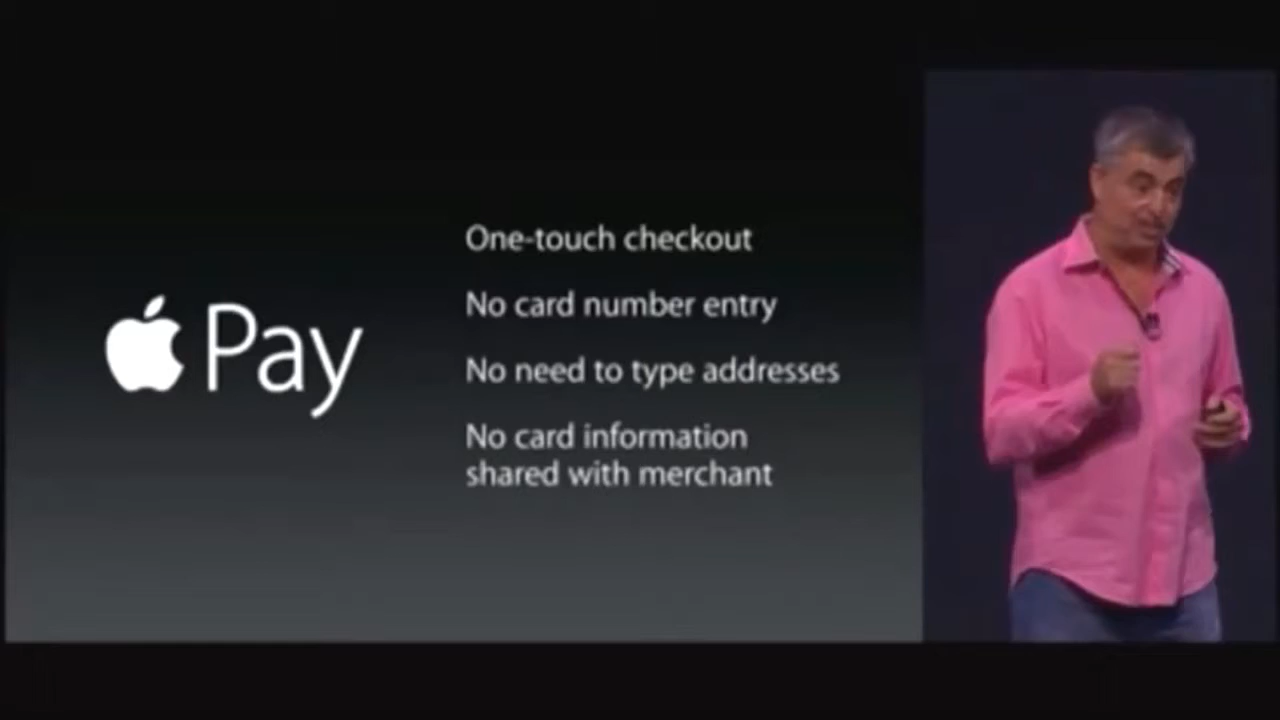 Pay
One-touch checkout
No card number entry
No need to type addresses
No card information
shared with merchant